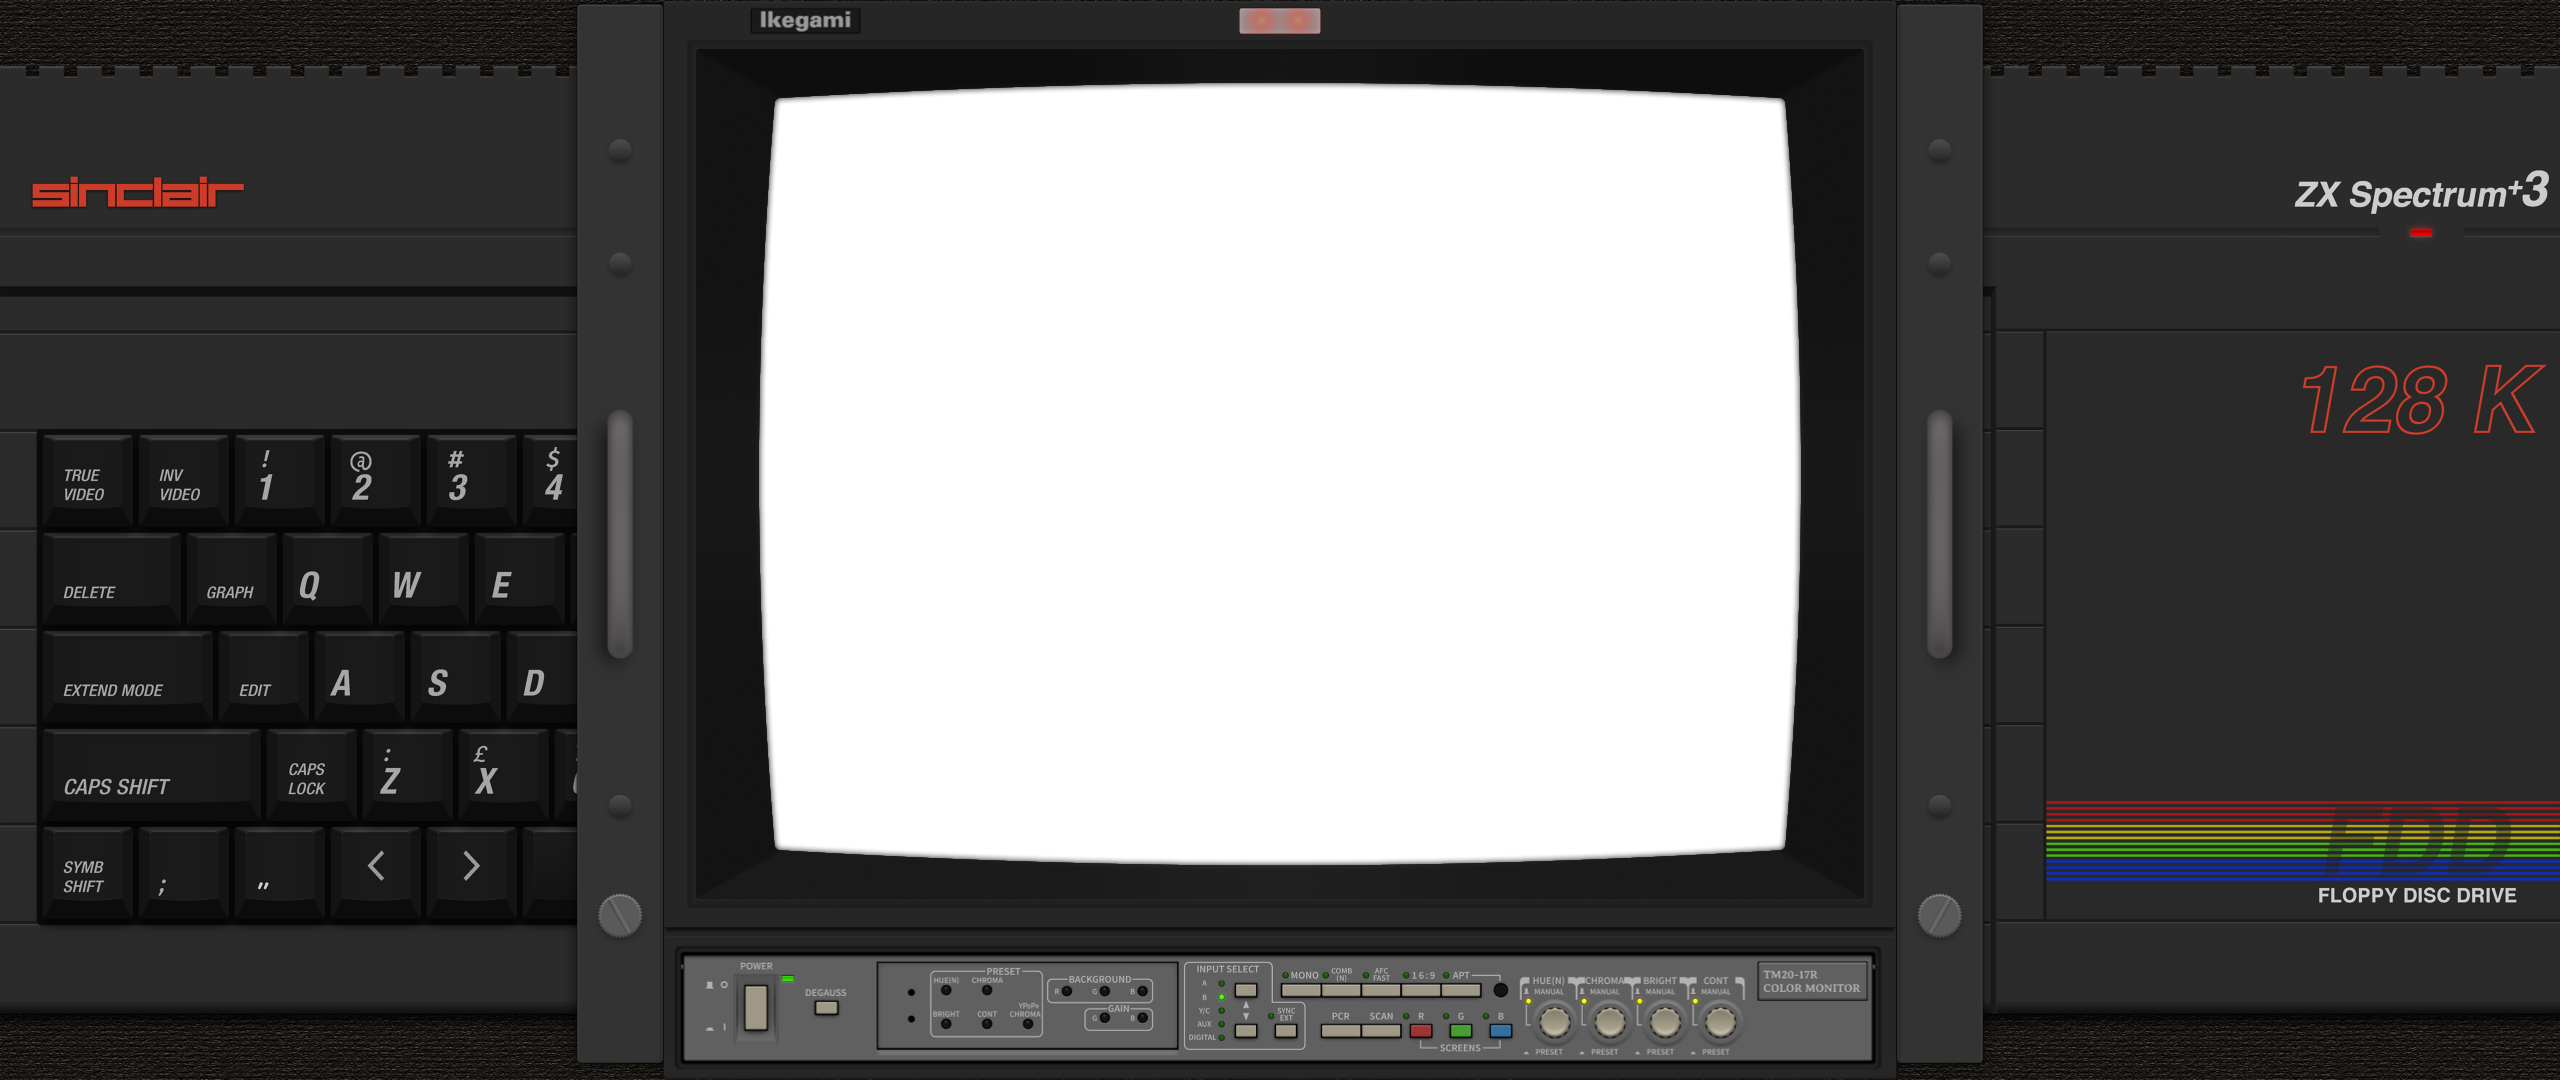 Ikegami
sinclair
ZX Spectrum+3
128 K
TRUE VIDEO
INV VIDEO
! 1
@ 2
# 3
$ 4
DELETE
GRAPH
Q
W
E
EXTEND MODE
EDIT
A
S
D
CAPS SHIFT
CAPS LOCK
: Z
£ X
SYMB SHIFT
;
"
<
>
FDD
FLOPPY DISC DRIVE
POWER
DEGAUSS
PRESET
HUE(N)
CHROMA
BRIGHT
CONT
YPBPR CHROMA
BACKGROUND
R
G
B
GAIN
G
B
INPUT SELECT
A
B
Y/C
AUX
DIGITAL
SYNC EXT
MONO
COMB (N)
AFC FAST
16:9
APT
PCR
SCAN
R
G
B
SCREENS
HUE(N)
MANUAL
PRESET
CHROMA
MANUAL
PRESET
BRIGHT
MANUAL
PRESET
CONT
MANUAL
PRESET
TM20-17R
COLOR MONITOR